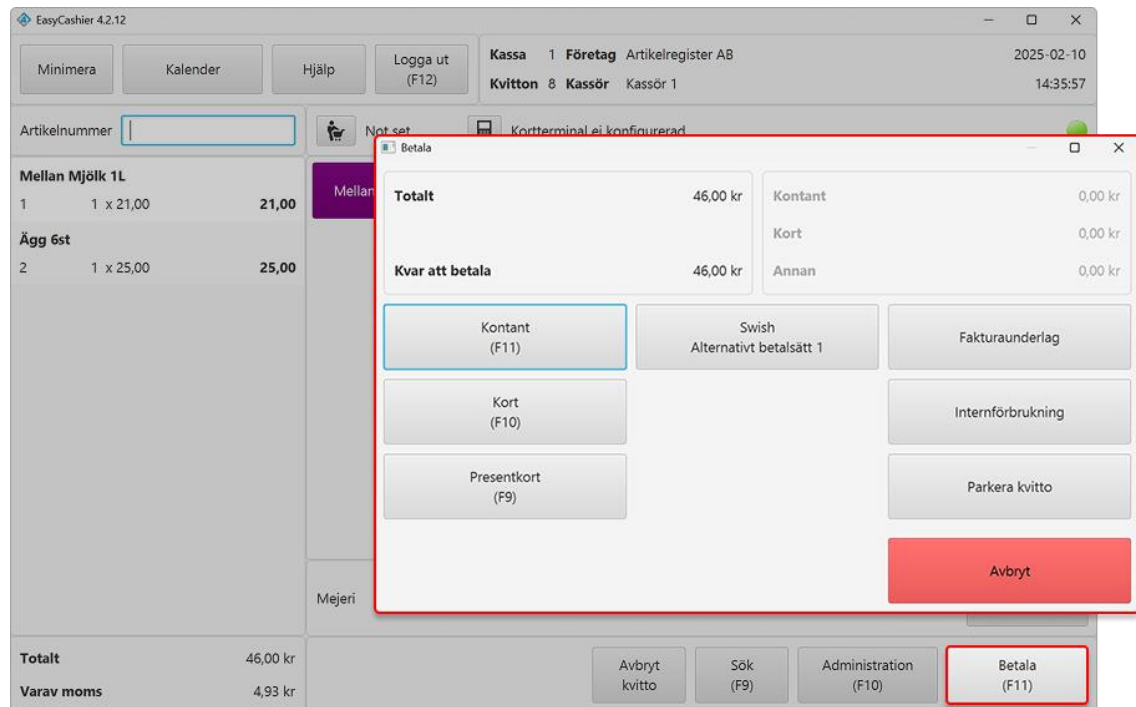 EasyCashier 4.2.12
Minimera
Kalender
Hjälp
Logga ut
(F12)
Kassa 1 Företag Artikelregister AB
2025-02-10
Kvitton 8 Kassör Kassör 1
14:35:57
Artikelnummer
Not set
Kortterminal ej konfigurerad
Mellan Mjölk 1L
1 1 x 21,00 21,00
Ägg 6st
2 1 x 25,00 25,00
Mellan
Betala
Totalt 46,00 kr
Kvar att betala 46,00 kr
Kontant 0,00 kr
Kort 0,00 kr
Annan 0,00 kr
Kontant
(F11)
Swish
Alternativt betalsätt 1
Fakturaunderlag
Kort
(F10)
Internförbrukning
Presentkort
(F9)
Parkera kvitto
Avbryt
Mejeri
Totalt 46,00 kr
Varav moms 4,93 kr
Avbryt
kvitto
Sök
(F9)
Administration
(F10)
Betala
(F11)